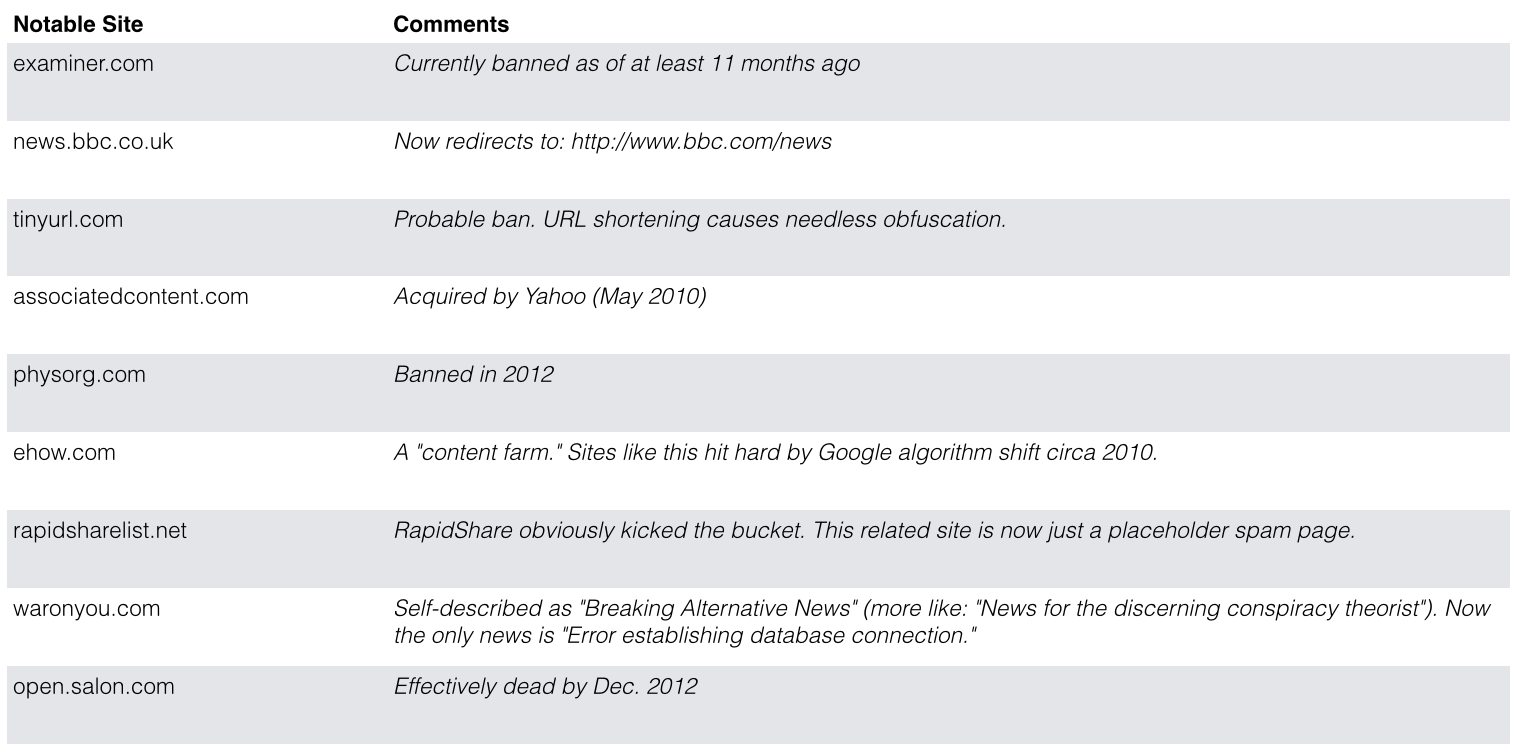 Notable Site Comments
examiner.com Currently banned as of at least 11 months ago
news.bbc.co.uk Now redirects to: http://www.bbc.com/news
tinyurl.com Probable ban. URL shortening causes needless obfuscation.
associatedcontent.com Acquired by Yahoo (May 2010)
physorg.com Banned in 2012
ehow.com A "content farm." Sites like this hit hard by Google algorithm shift circa 2010.
rapidsharelist.net RapidShare obviously kicked the bucket. This related site is now just a placeholder spam page.
waronyou.com Self-described as "Breaking Alternative News" (more like: "News for the discerning conspiracy theorist"). Now
the only news is "Error establishing database connection."
open.salon.com Effectively dead by Dec. 2012